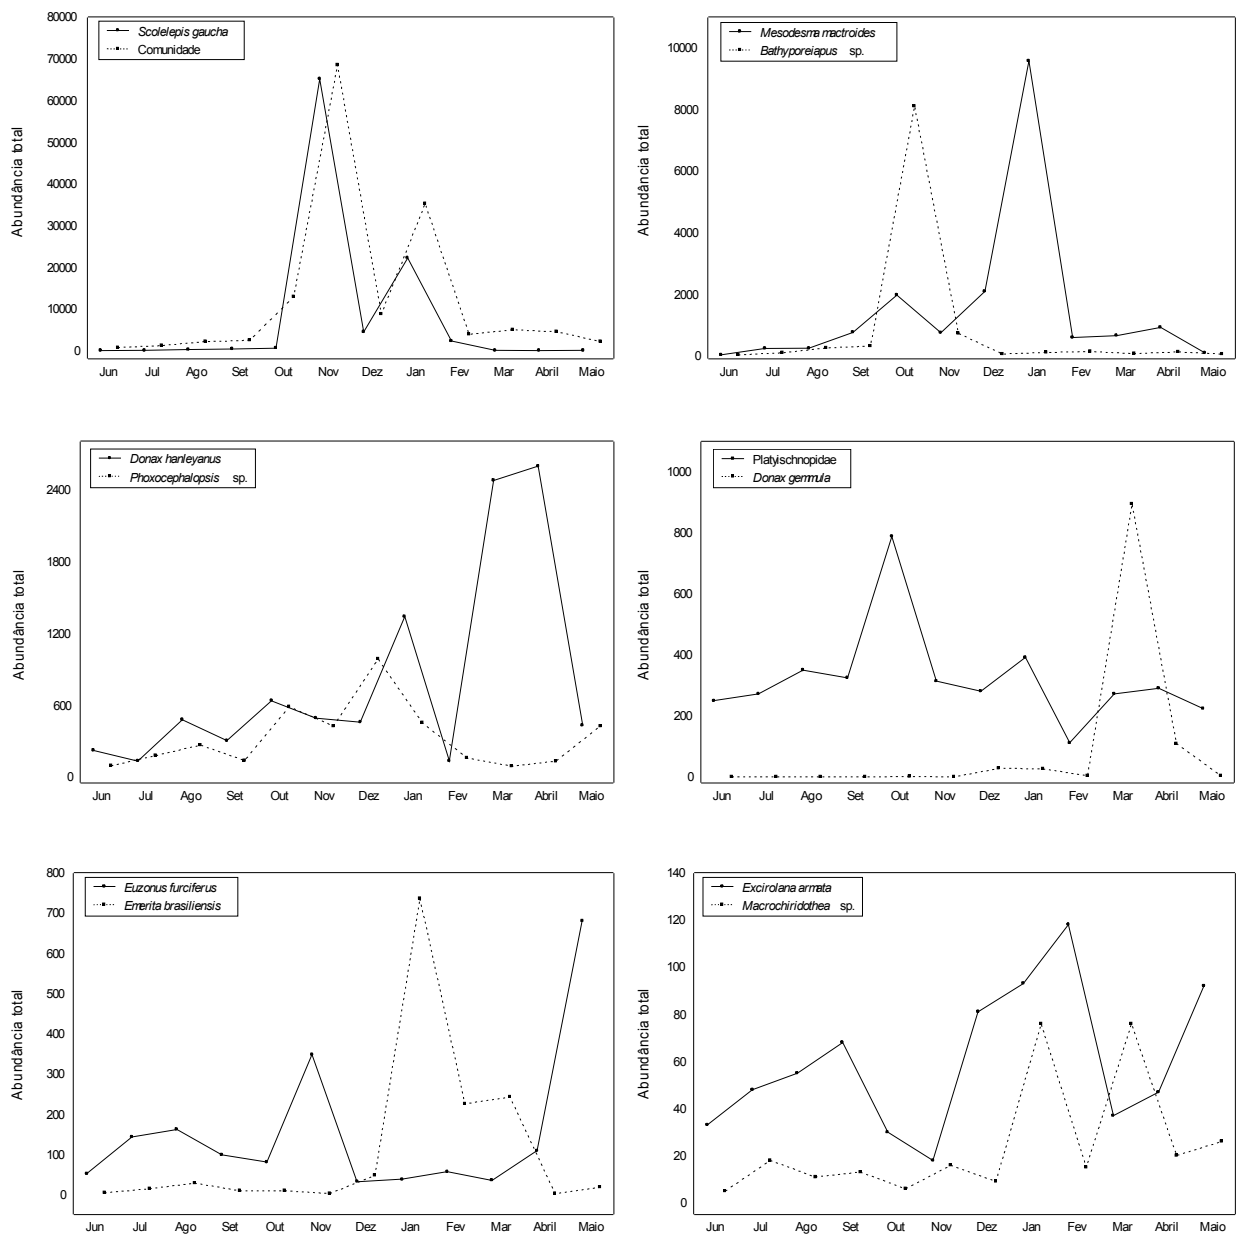 Scolelepis gaucha
Comunidade
Abundância total
80000
70000
60000
50000
40000
30000
20000
10000
0
Jun Jul Ago Set Out Nov Dez Jan Fev Mar Abril Maio
Mesodesma mactroides
Bathyporeiapus sp.
Abundância total
10000
8000
6000
4000
2000
0
Jun Jul Ago Set Out Nov Dez Jan Fev Mar Abril Maio
Donax hanleyanus
Phoxocephalopsis sp.
Abundância total
2400
1800
1200
600
0
Jun Jul Ago Set Out Nov Dez Jan Fev Mar Abril Maio
Platyischnopidae
Donax gemmula
Abundância total
1000
800
600
400
200
0
Jun Jul Ago Set Out Nov Dez Jan Fev Mar Abril Maio
Euzonus furciferus
Emerita brasiliensis
Abundância total
800
700
600
500
400
300
200
100
0
Jun Jul Ago Set Out Nov Dez Jan Fev Mar Abril Maio
Excirolana armata
Macrochiridothea sp.
Abundância total
140
120
100
80
60
40
20
0
Jun Jul Ago Set Out Nov Dez Jan Fev Mar Abril Maio